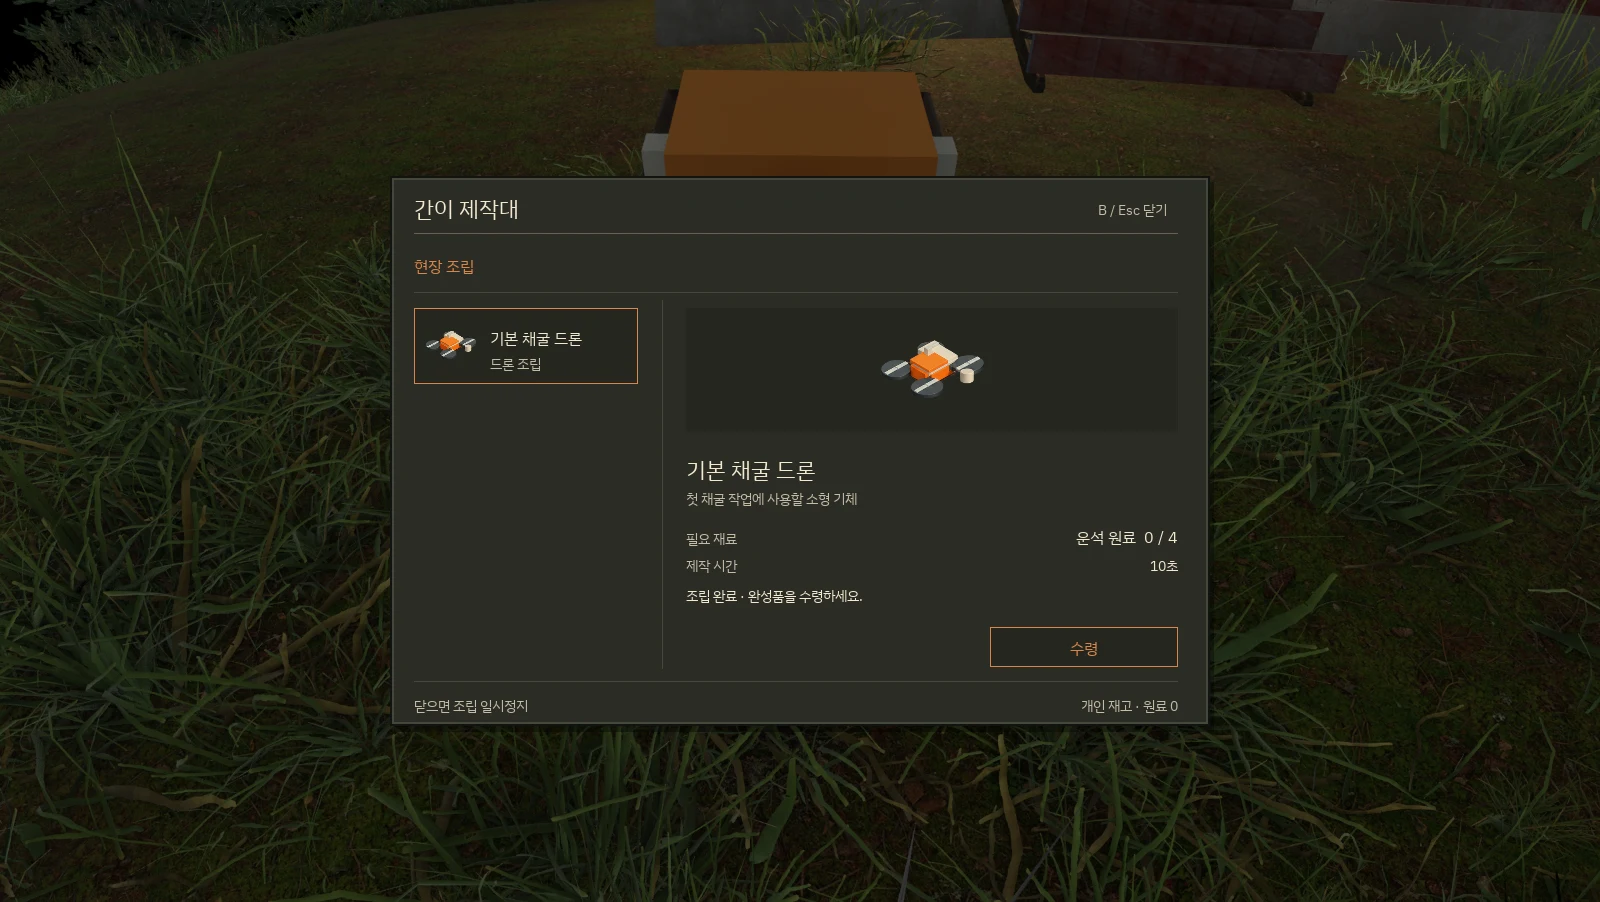 간이 제작대
B / Esc 닫기
현장 조립
기본 채굴 드론
드론 조립
기본 채굴 드론
첫 채굴 작업에 사용할 소형 기체
필요 재료
운석 원료 0 / 4
제작 시간
10초
조립 완료 · 완성품을 수령하세요.
수령
닫으면 조립 일시정지
개인 재고 · 원료 0